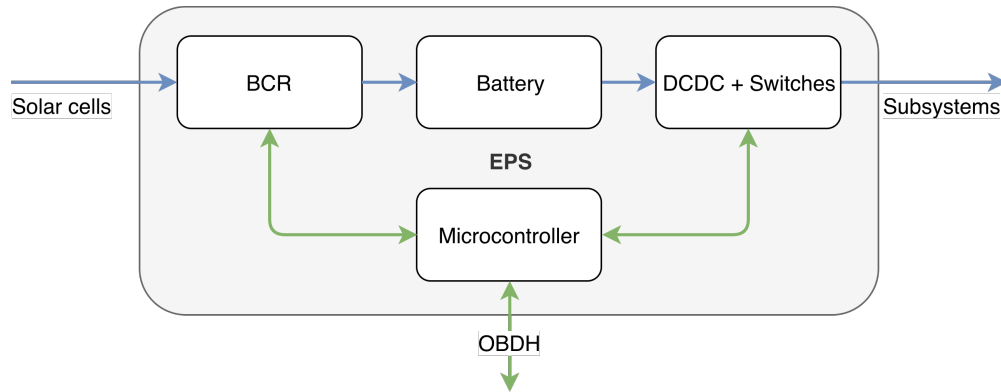 BCR
Battery
DCDC + Switches
Solar cells
Subsystems
EPS
Microcontroller
OBDH